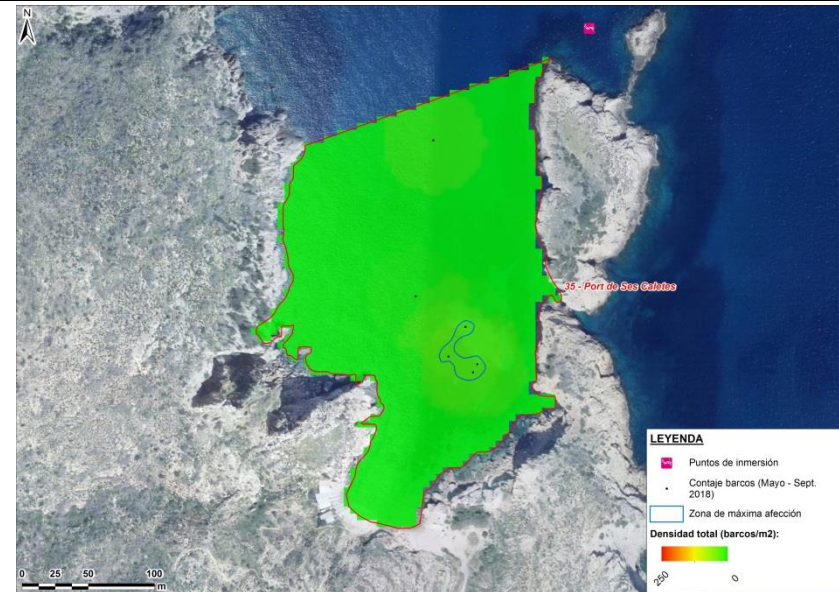 N
35 - Port de Ses Caletes
LEYENDA
Puntos de inmersión
Contaje barcos (Mayo - Sept.
2018)
Zona de máxima afección
Densidad total (barcos/m2):
250
0
0 25 50 100
m